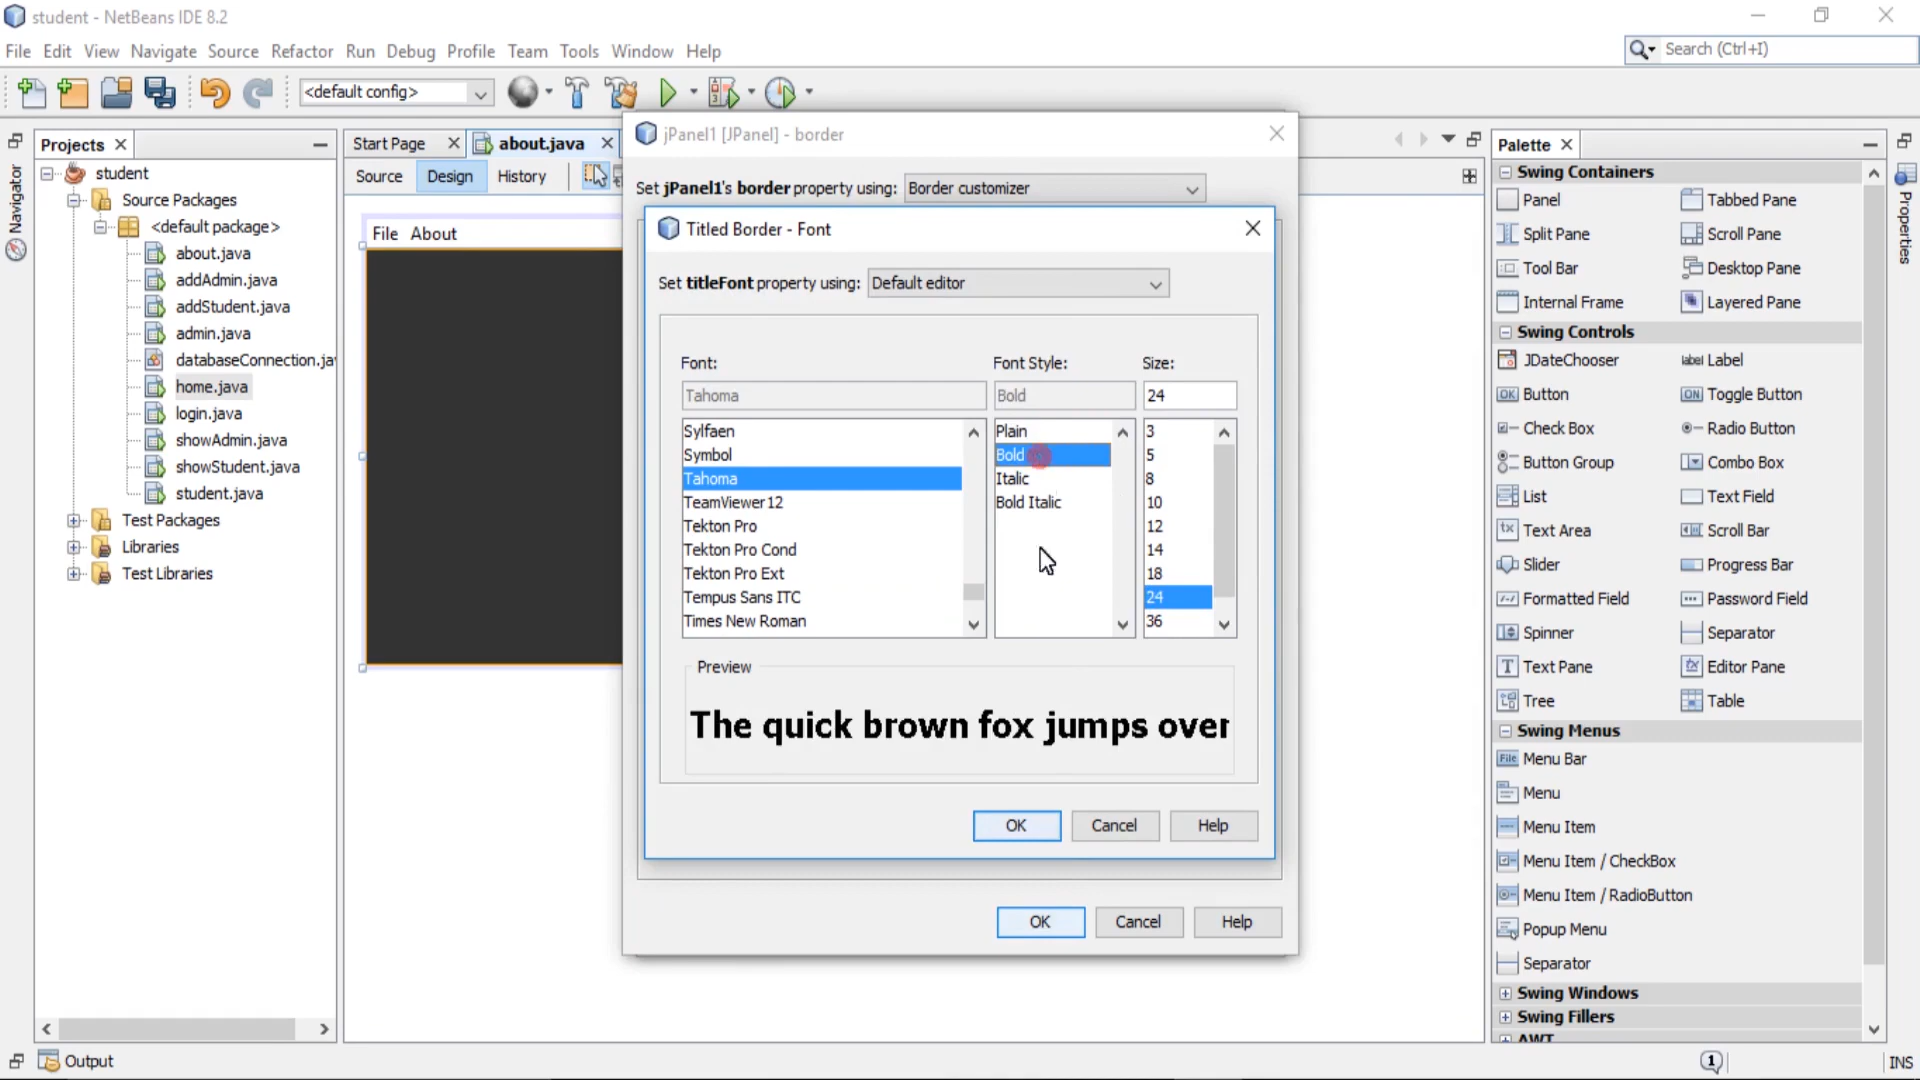 student - NetBeans IDE 8.2
File Edit View Navigate Source Refactor Run Debug Profile Team Tools Window Help
Search (Ctrl+I)
<default config>
Projects
Start Page
about.java
jPanel1 [JPanel] - border
Palette
Navigator
student
Source Packages
<default package>
about.java
addAdmin.java
addStudent.java
admin.java
databaseConnection.jav
home.java
login.java
showAdmin.java
showStudent.java
student.java
Test Packages
Libraries
Test Libraries
Source Design History
File About
Set jPanel1's border property using: Border customizer
Titled Border - Font
Set titleFont property using: Default editor
Font: Font Style: Size:
Tahoma Bold 24
Sylfaen
Symbol
Tahoma
TeamViewer12
Tekton Pro
Tekton Pro Cond
Tekton Pro Ext
Tempus Sans ITC
Times New Roman
Plain
Bold
Italic
Bold Italic
3
5
8
10
12
14
18
24
36
Preview
The quick brown fox jumps over
OK Cancel Help
OK Cancel Help
Swing Containers
Panel Tabbed Pane
Split Pane Scroll Pane
Tool Bar Desktop Pane
Internal Frame Layered Pane
Swing Controls
JDateChooser label Label
OK Button ON Toggle Button
Check Box Radio Button
Button Group Combo Box
List Text Field
Text Area Scroll Bar
Slider Progress Bar
Formatted Field Password Field
Spinner Separator
Text Pane Editor Pane
Tree Table
Swing Menus
File Menu Bar
Menu
Menu Item
Menu Item / CheckBox
Menu Item / RadioButton
Popup Menu
Separator
Swing Windows
Swing Fillers
AWT
Properties
Output
1
INS